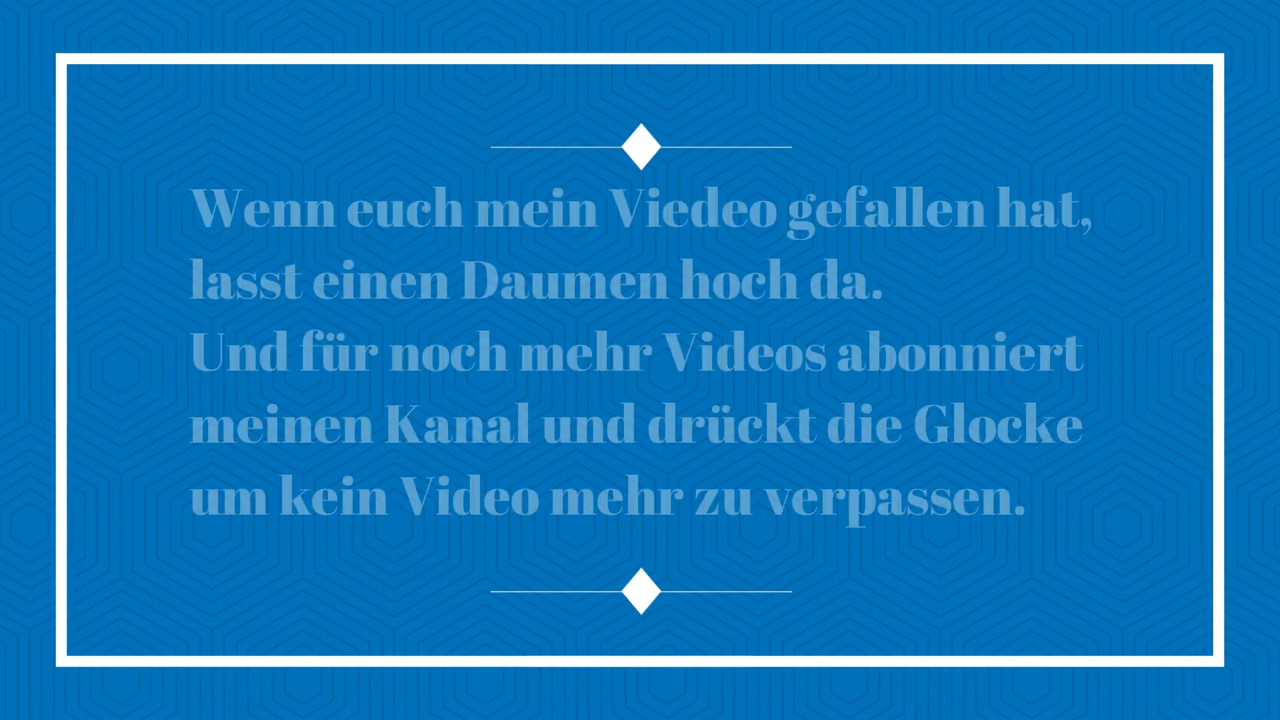 Wenn euch mein Viedeo gefallen hat,
lasst einen Daumen hoch da.
Und für noch mehr Videos abonniert
meinen Kanal und drückt die Glocke
um kein Video mehr zu verpassen.